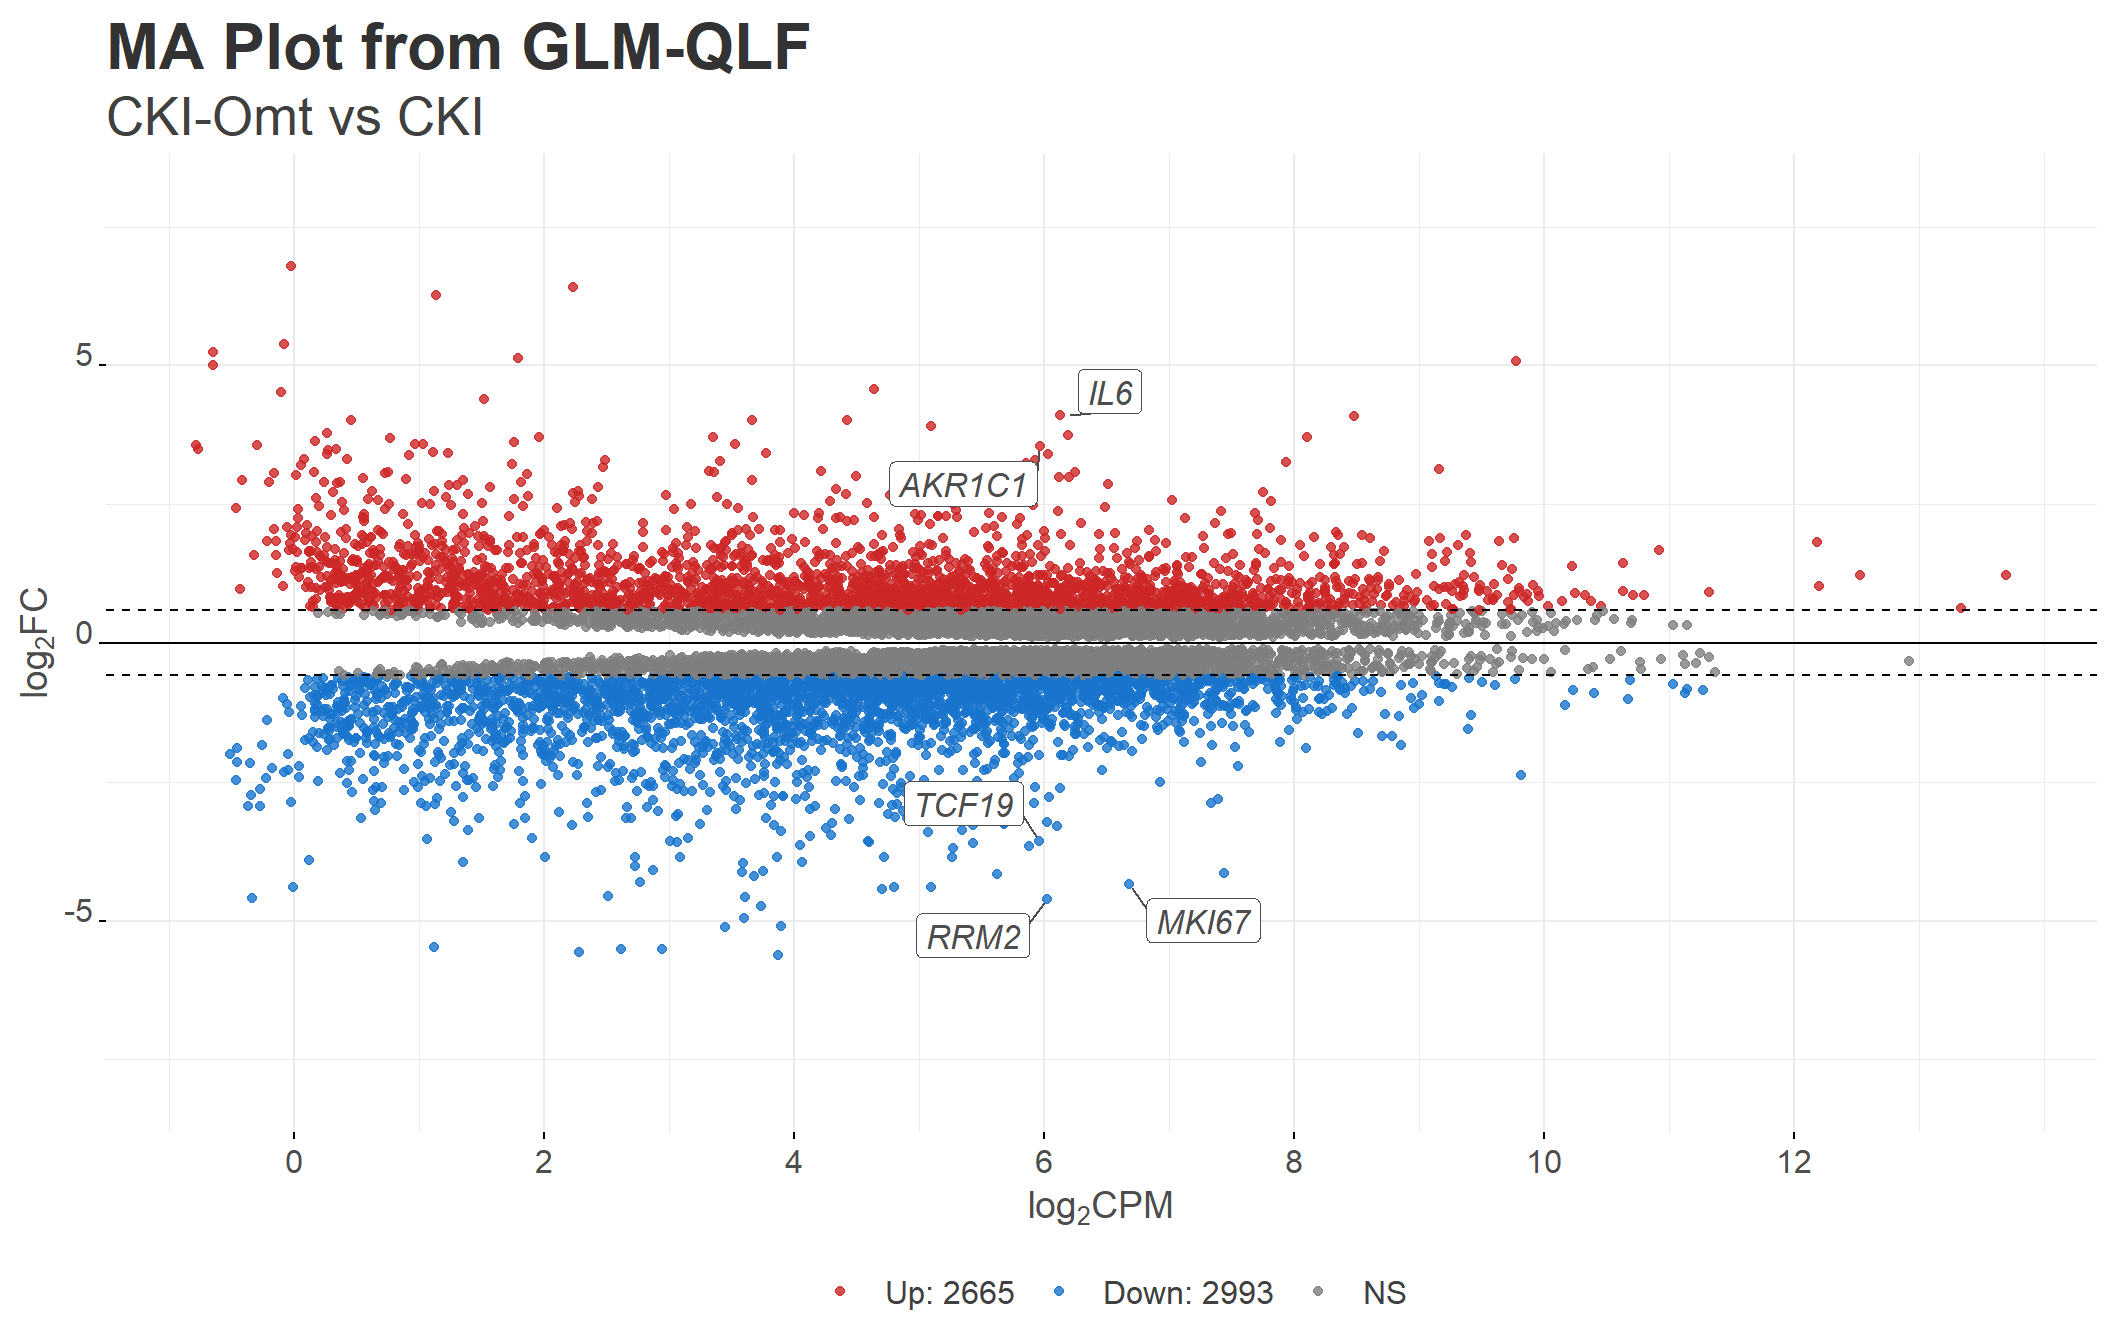 MA Plot from GLM-QLF
CKI-Omt vs CKI
log₂FC
5
0
-5
IL6
AKR1C1
TCF19
RRM2
MKI67
0 2 4 6 8 10 12
log₂CPM
Up: 2665 Down: 2993 NS